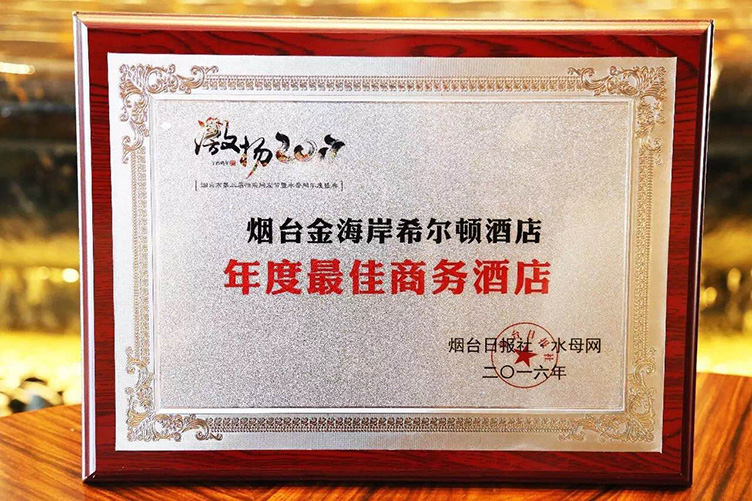 激扬2017
烟台金海岸希尔顿酒店
年度最佳商务酒店
烟台日报社 水母网
二〇一六年